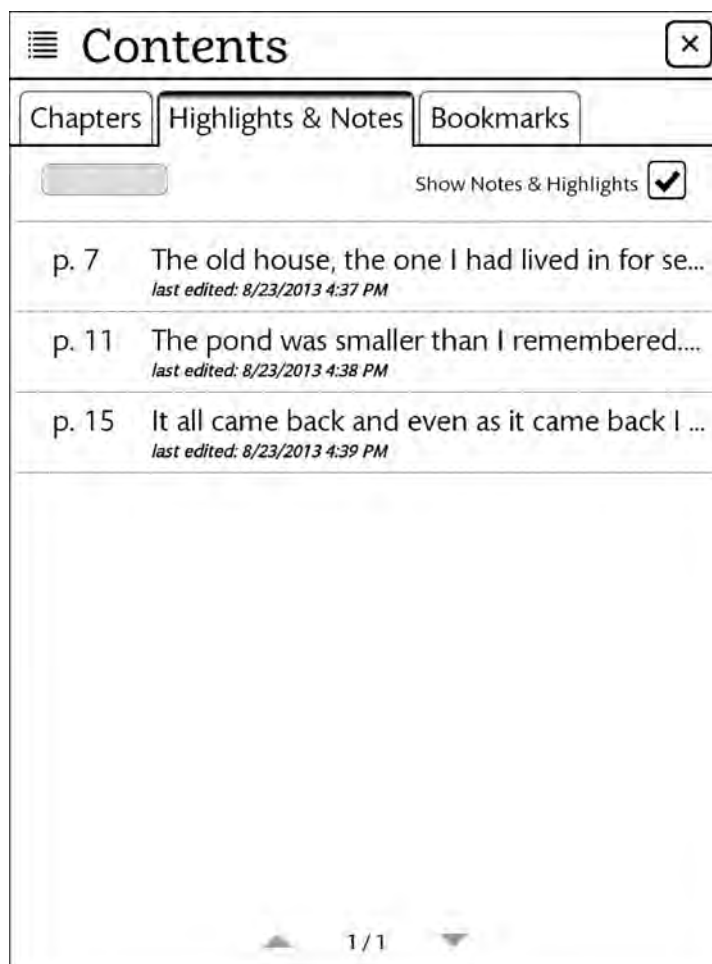 Contents
Chapters Highlights & Notes Bookmarks
Show Notes & Highlights
p. 7 The old house, the one I had lived in for se...
last edited: 8/23/2013 4:37 PM
p. 11 The pond was smaller than I remembered....
last edited: 8/23/2013 4:38 PM
p. 15 It all came back and even as it came back I ...
last edited: 8/23/2013 4:39 PM
1 / 1